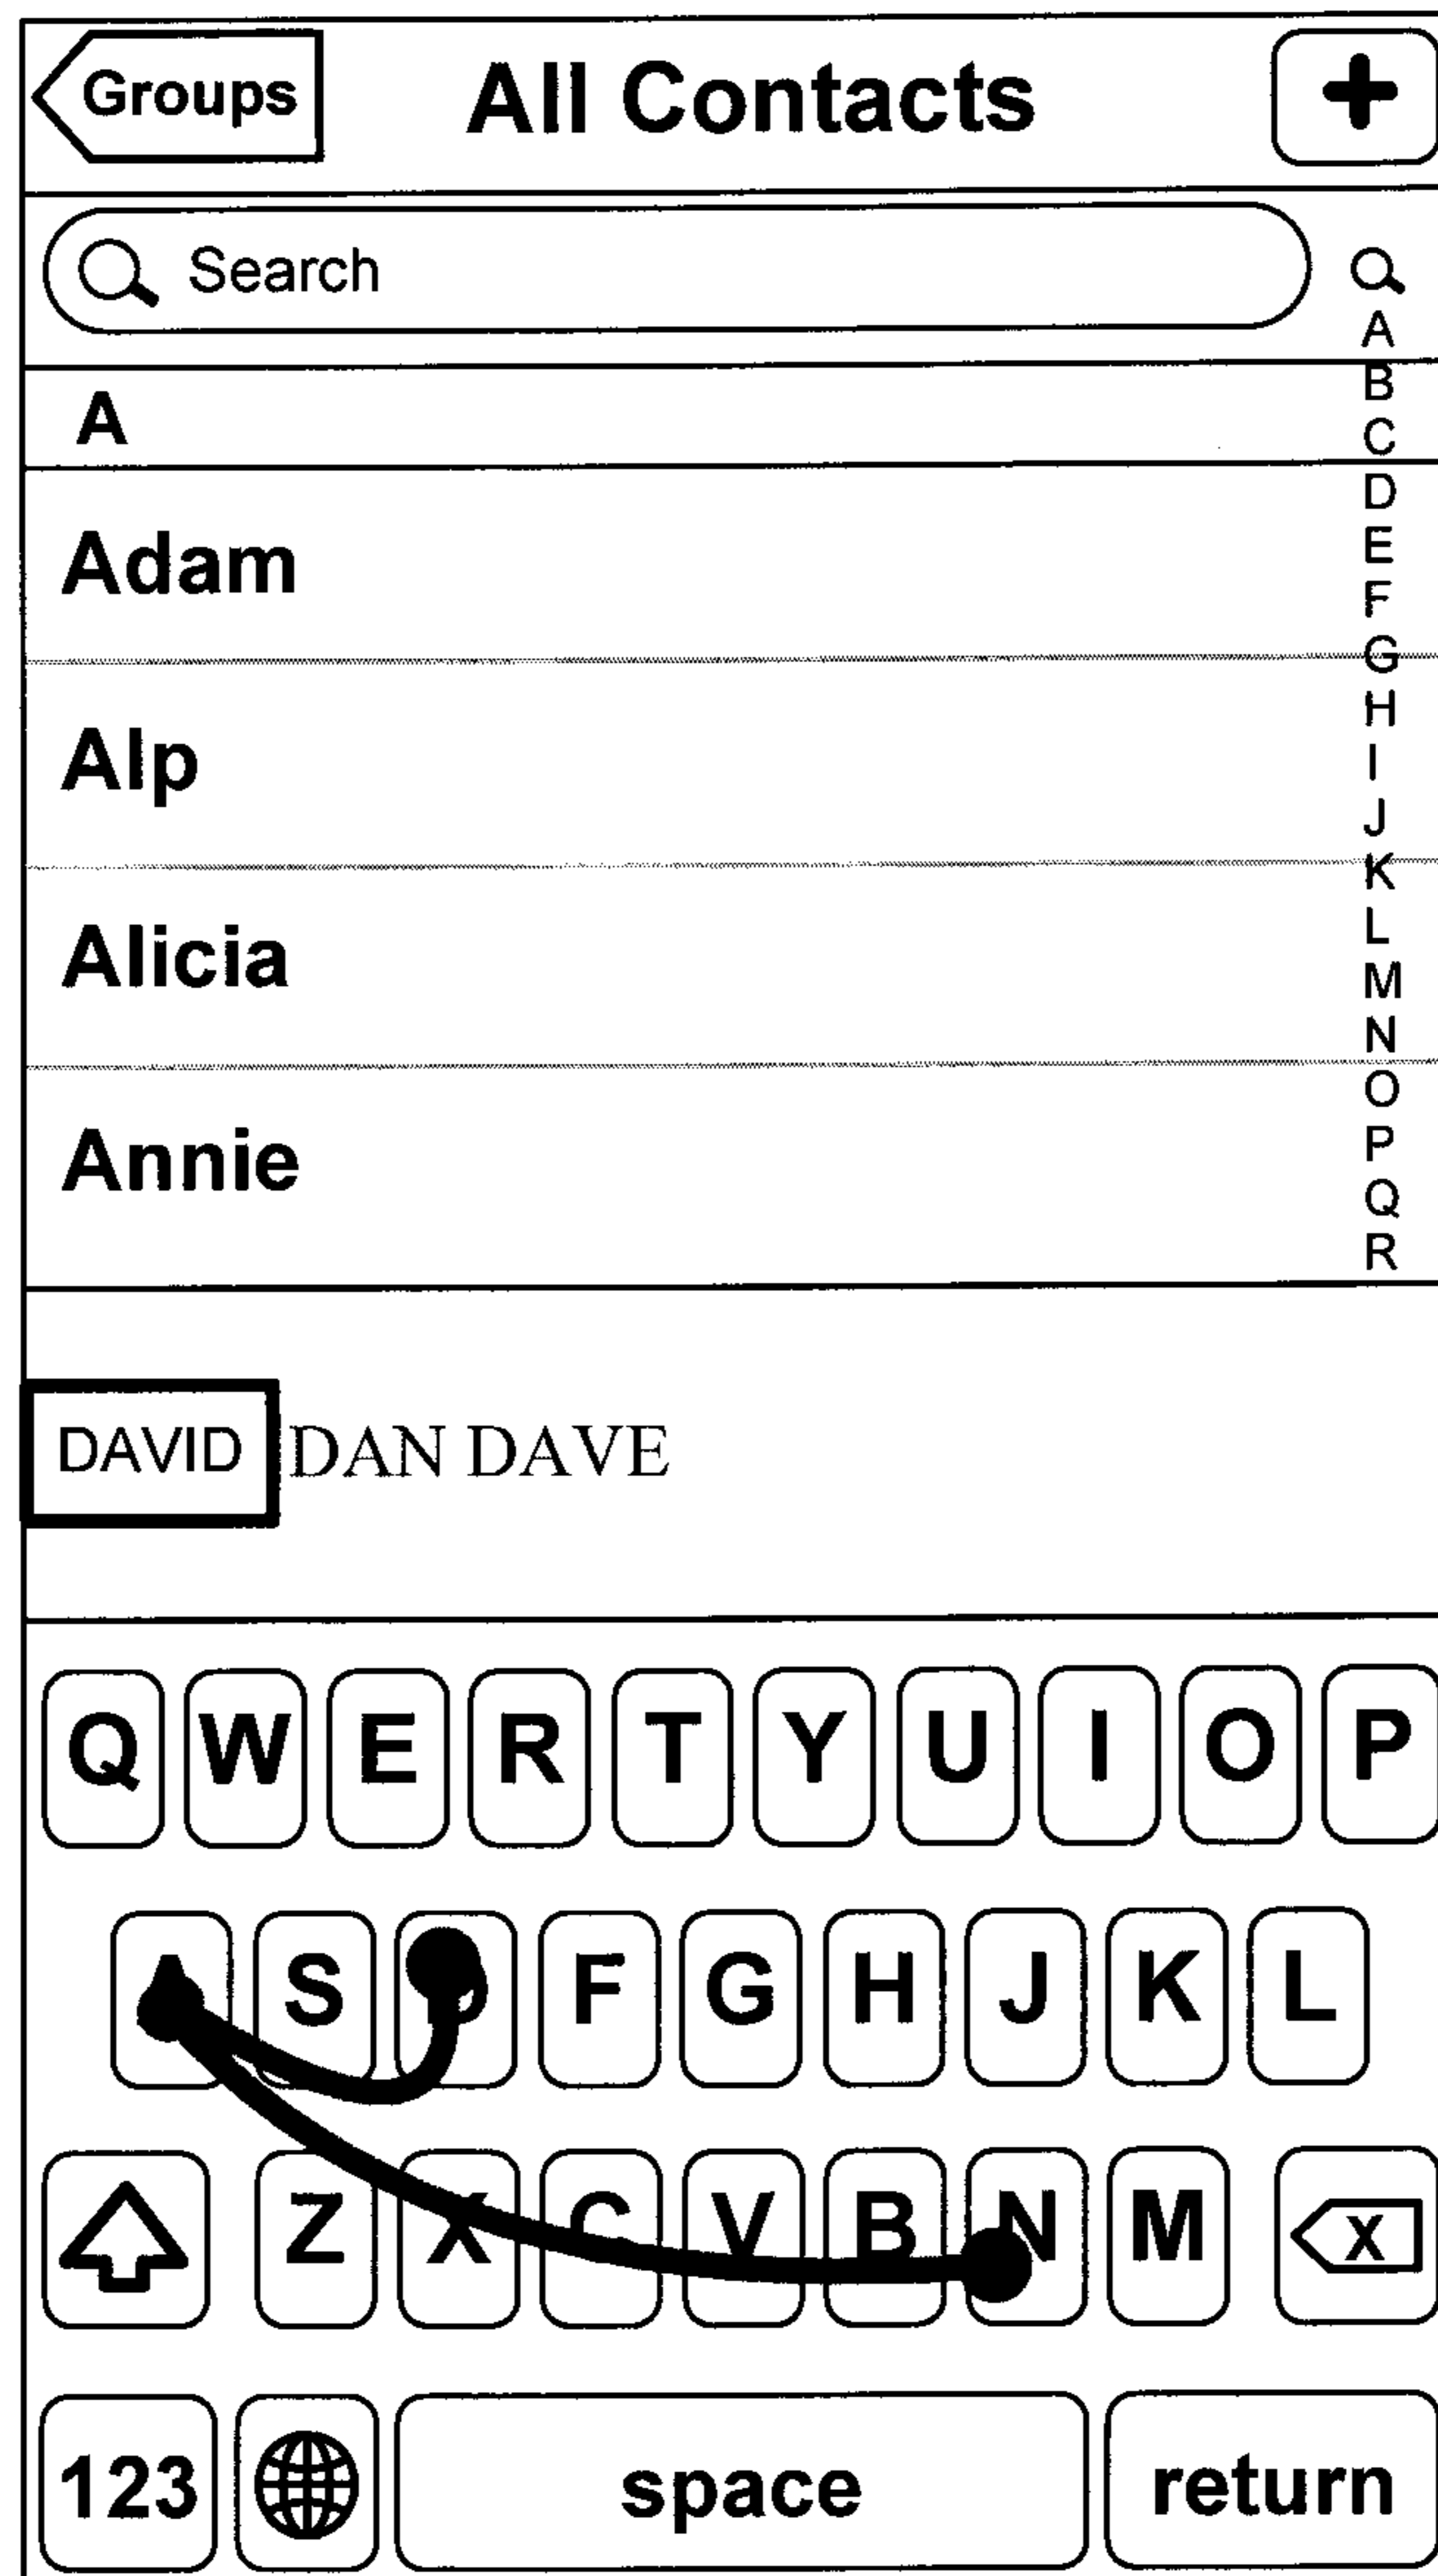 Groups All Contacts +
Search
A
Adam
Alp
Alicia
Annie
A
B
C
D
E
F
G
H
I
J
K
L
M
N
O
P
Q
R
DAVID DAN DAVE
Q W E R T Y U I O P
A S D F G H J K L
Z X C V B N M X
123 space return